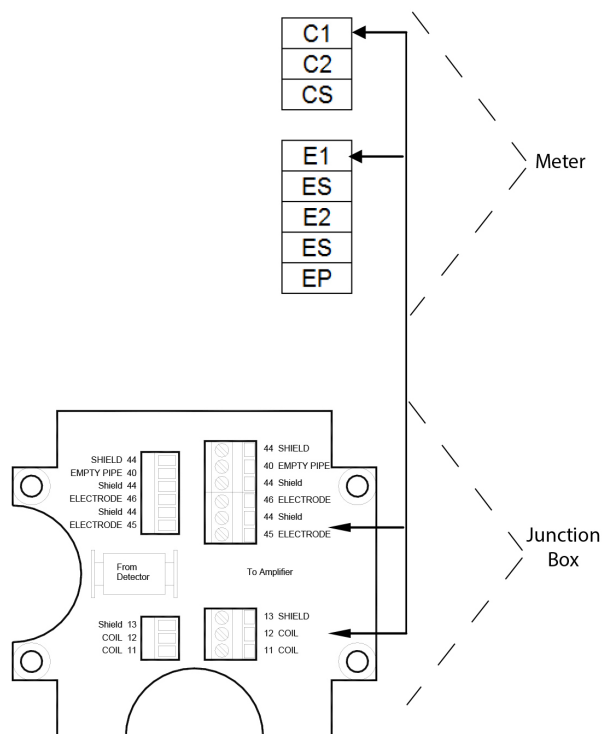 C1
C2
CS
E1
ES
E2
ES
EP
Meter
SHIELD 44
EMPTY PIPE 40
Shield 44
ELECTRODE 46
Shield 44
ELECTRODE 45
44 SHIELD
40 EMPTY PIPE
44 Shield
46 ELECTRODE
44 Shield
45 ELECTRODE
Junction
Box
From
Detector
To Amplifier
Shield 13
COIL 12
COIL 11
13 SHIELD
12 COIL
11 COIL